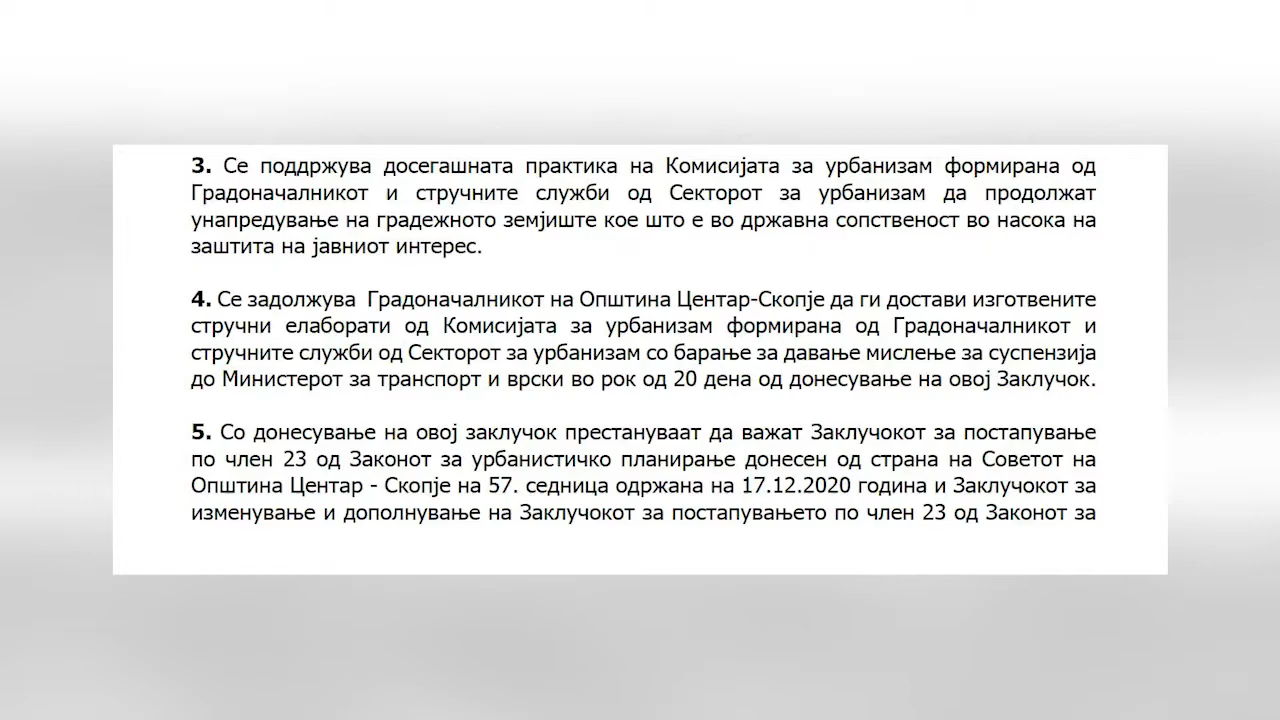 3. Се поддржува досегашната практика на Комисијата за урбанизам формирана од
Градоначалникот и стручните служби од Секторот за урбанизам да продолжат
унапредување на градежното земјиште кое што е во државна сопственост во насока на
заштита на јавниот интерес.
4. Се задолжува Градоначалникот на Општина Центар-Скопје да ги достави изготвените
стручни елаборати од Комисијата за урбанизам формирана од Градоначалникот и
стручните служби од Секторот за урбанизам со барање за давање мислење за суспензија
до Министерот за транспорт и врски во рок од 20 дена од донесување на овој Заклучок.
5. Со донесување на овој заклучок престануваат да важат Заклучокот за постапување
по член 23 од Законот за урбанистичко планирање донесен од страна на Советот на
Општина Центар - Скопје на 57. седница одржана на 17.12.2020 година и Заклучокот за
изменување и дополнување на Заклучокот за постапувањето по член 23 од Законот за